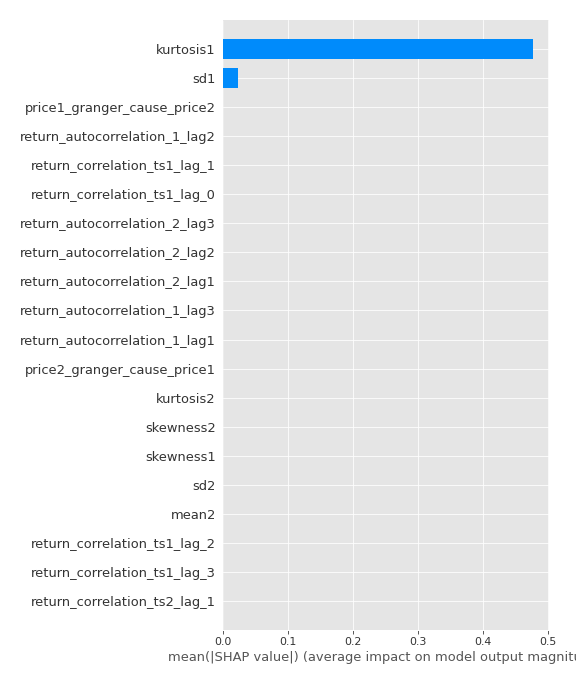 kurtosis1
sd1
price1_granger_cause_price2
return_autocorrelation_1_lag2
return_correlation_ts1_lag_1
return_correlation_ts1_lag_0
return_autocorrelation_2_lag3
return_autocorrelation_2_lag2
return_autocorrelation_2_lag1
return_autocorrelation_1_lag3
return_autocorrelation_1_lag1
price2_granger_cause_price1
kurtosis2
skewness2
skewness1
sd2
mean2
return_correlation_ts1_lag_2
return_correlation_ts1_lag_3
return_correlation_ts2_lag_1
0.0 0.1 0.2 0.3 0.4 0.5
mean(|SHAP value|) (average impact on model output magnitu